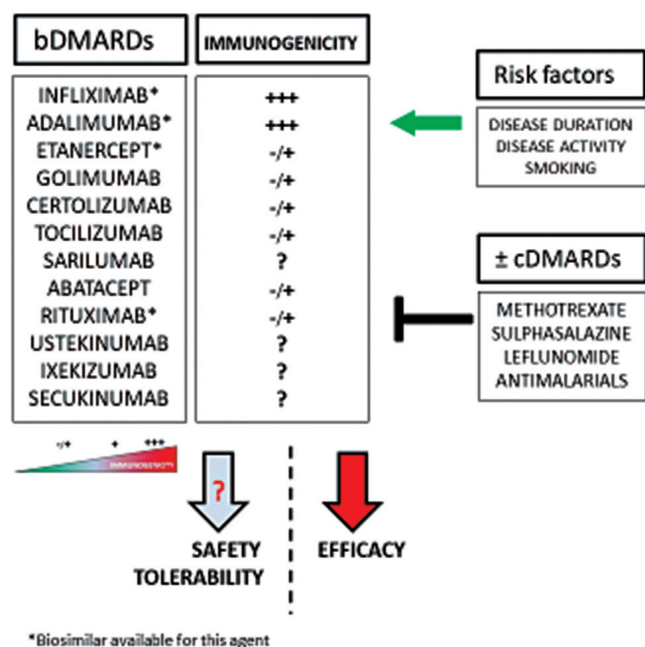 bDMARDs
IMMUNOGENICITY
INFLIXIMAB* +++
ADALIMUMAB* +++
ETANERCEPT* -/+
GOLIMUMAB -/+
CERTOLIZUMAB -/+
TOCILIZUMAB -/+
SARILUMAB ?
ABATACEPT -/+
RITUXIMAB* -/+
USTEKINUMAB ?
IXEKIZUMAB ?
SECUKINUMAB ?
Risk factors
DISEASE DURATION
DISEASE ACTIVITY
SMOKING
± cDMARDs
METHOTREXATE
SULPHASALAZINE
LEFLUNOMIDE
ANTIMALARIALS
-/+ + +++
IMMUNOGENICITY
?
SAFETY
TOLERABILITY
EFFICACY
*Biosimilar available for this agent